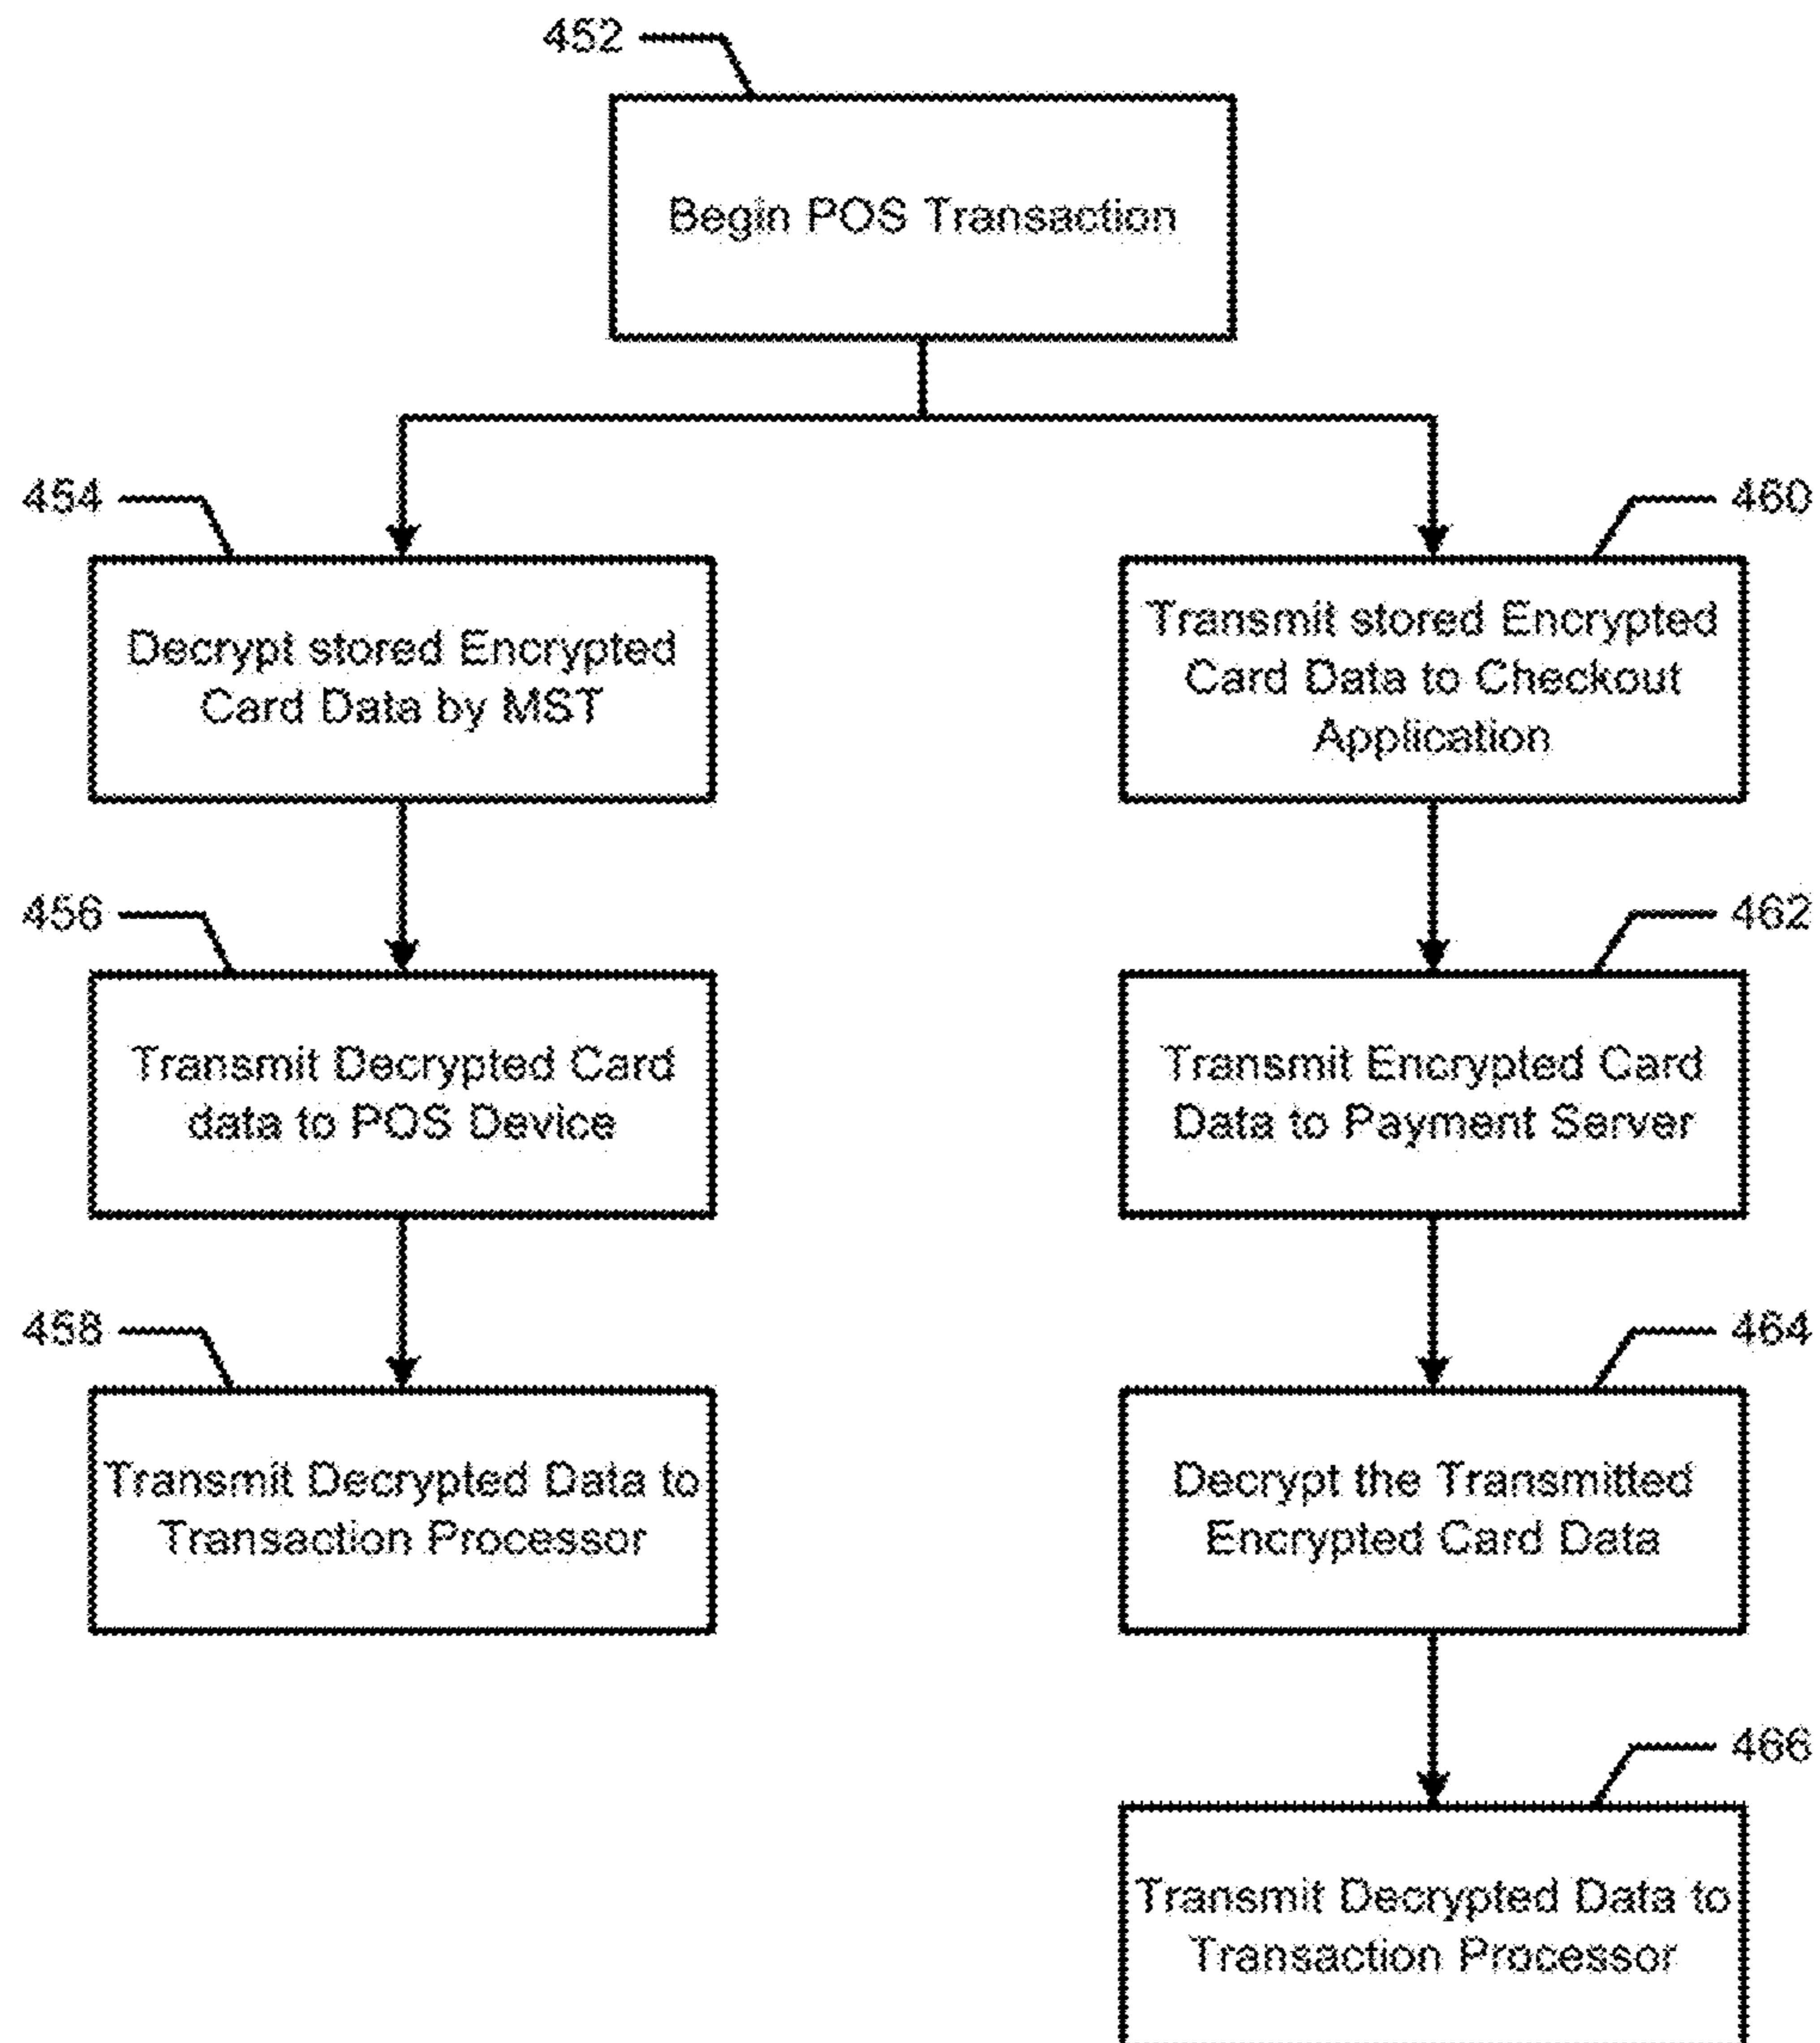 452
Begin POS Transaction
454
Decrypt stored Encrypted
Card Data by MST
456
Transmit Decrypted Card
data to POS Device
458
Transmit Decrypted Data to
Transaction Processor
460
Transmit stored Encrypted
Card Data to Checkout
Application
462
Transmit Encrypted Card
Data to Payment Server
464
Decrypt the Transmitted
Encrypted Card Data
466
Transmit Decrypted Data to
Transaction Processor